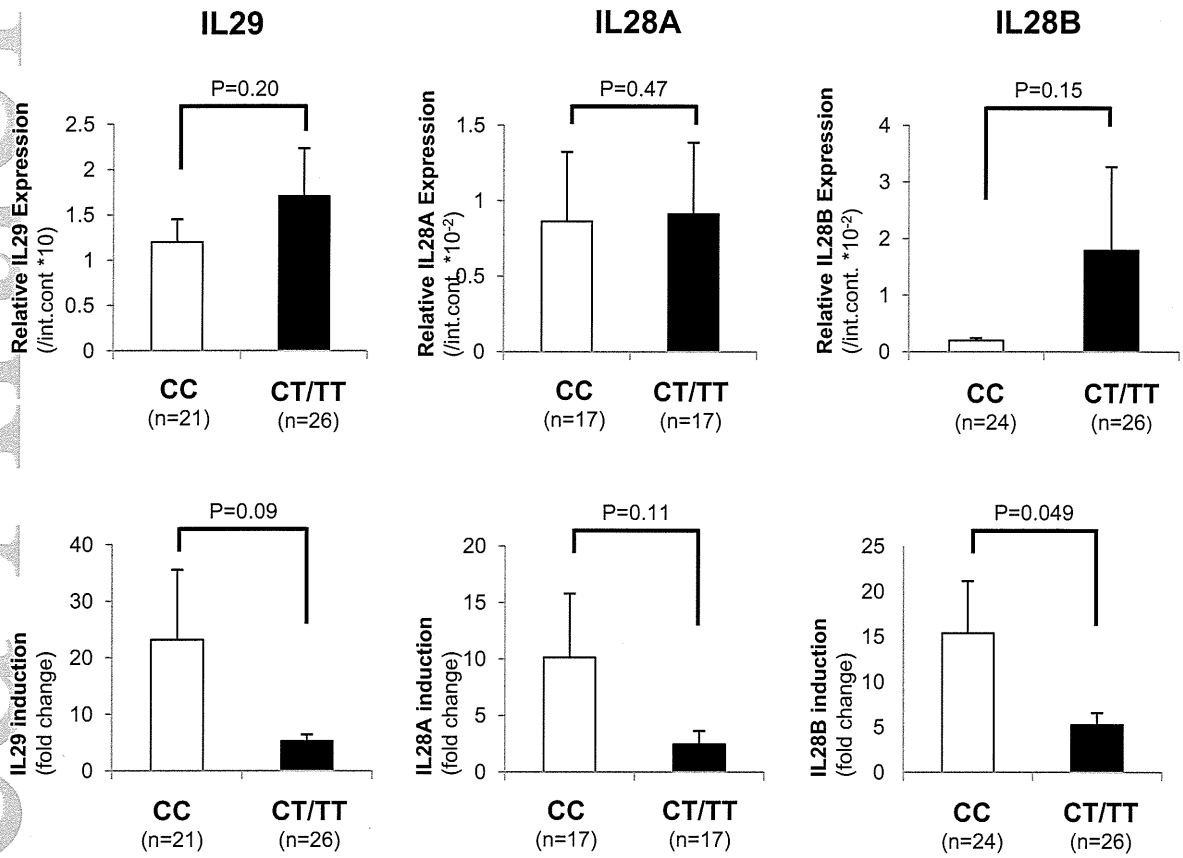 IL29
IL28A
IL28B
P=0.20
P=0.47
P=0.15
Relative IL29 Expression
(/int.cont *10)
2.5
2
1.5
1
0.5
0
CC
CT/TT
(n=21)
(n=26)
Relative IL28A Expression
(/int.cont. *10-2)
1.5
1
0.5
0
CC
CT/TT
(n=17)
(n=17)
Relative IL28B Expression
(/int.cont. *10-2)
4
3
2
1
0
CC
CT/TT
(n=24)
(n=26)
P=0.09
P=0.11
P=0.049
IL29 induction
(fold change)
40
30
20
10
0
CC
CT/TT
(n=21)
(n=26)
IL28A induction
(fold change)
20
15
10
5
0
CC
CT/TT
(n=17)
(n=17)
IL28B induction
(fold change)
25
20
15
10
5
0
CC
CT/TT
(n=24)
(n=26)